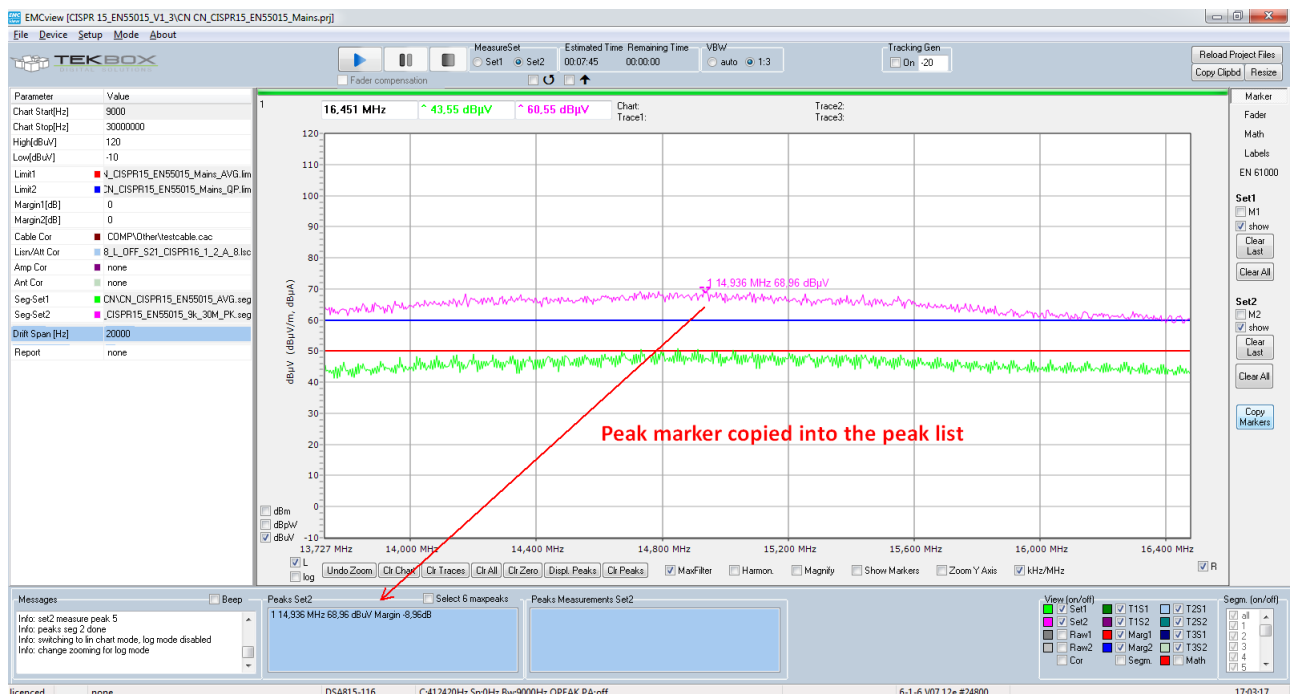 EMCview [CISPR 15_EN55015_V1_3\CN CN_CISPR15_EN55015_Mains.prj]
File Device Setup Mode About
TEKBOX
DIGITAL SOLUTIONS
MeasureSet
Set1 Set2
Estimated Time Remaining Time
00:07:45 00:00:00
VBW
auto 1:3
Tracking Gen
On -20
Fader compensation
Reload Project Files
Copy Clipbd Resize
Parameter Value
Chart Start[Hz] 9000
Chart Stop[Hz] 30000000
High[dBuV] 120
Low[dBuV] -10
Limit1 N_CISPR15_EN55015_Mains_AVG.lim
Limit2 CN_CISPR15_EN55015_Mains_QP.lim
Margin1[dB] 0
Margin2[dB] 0
Cable Cor COMP\Other\testcable.cac
Lisn/Att Cor 8_L_OFF_S21_CISPR16_1_2_A_8.lsc
Amp Cor none
Ant Cor none
Seg-Set1 CN\CN_CISPR15_EN55015_AVG.seg
Seg-Set2 _CISPR15_EN55015_9k_30M_PK.seg
Drift Span [Hz] 20000
Report none
1
16,451 MHz ^ 43,55 dBµV ^ 60,55 dBµV
Chart: Trace2:
Trace1: Trace3:
120
110
100
90
80
70
60
50
40
30
20
10
0
-10
dBµV (dBµV/m, dBµA)
1 14,936 MHz 68,96 dBuV
Peak marker copied into the peak list
dBm
dBpW
dBuV
13,727 MHz 14,000 MHz 14,400 MHz 14,800 MHz 15,200 MHz 15,600 MHz 16,000 MHz 16,400 MHz
L
log
Undo Zoom Clr Chart Clr Traces Clr All Clr Zero Displ. Peaks Clr Peaks MaxFilter Harmon. Magnify Show Markers Zoom Y Axis kHz/MHz R
Marker
Fader
Math
Labels
EN 61000
Set1
M1
show
Clear
Last
Clear All
Set2
M2
show
Clear
Last
Clear All
Copy
Markers
Messages Beep
Info: set2 measure peak 5
Info: peaks seg 2 done
Info: switching to lin chart mode, log mode disabled
Info: change zooming for log mode
Peaks Set2 Select 6 maxpeaks
1 14,936 MHz 68,96 dBuV Margin -8,96dB
Peaks Measurements Set2
View (on/off)
Set1 T1S1 T2S1
Set2 T1S2 T2S2
Raw1 Marg1 T3S1
Raw2 Marg2 T3S2
Cor Segm. Math
Segm. (on/off)
all
1
2
3
4
5
licenced none DSA815-116 C:412420Hz Sp:0Hz Bw:9000Hz QPEAK PA:off 6-1-6 V07 12e #24800 17:03:17